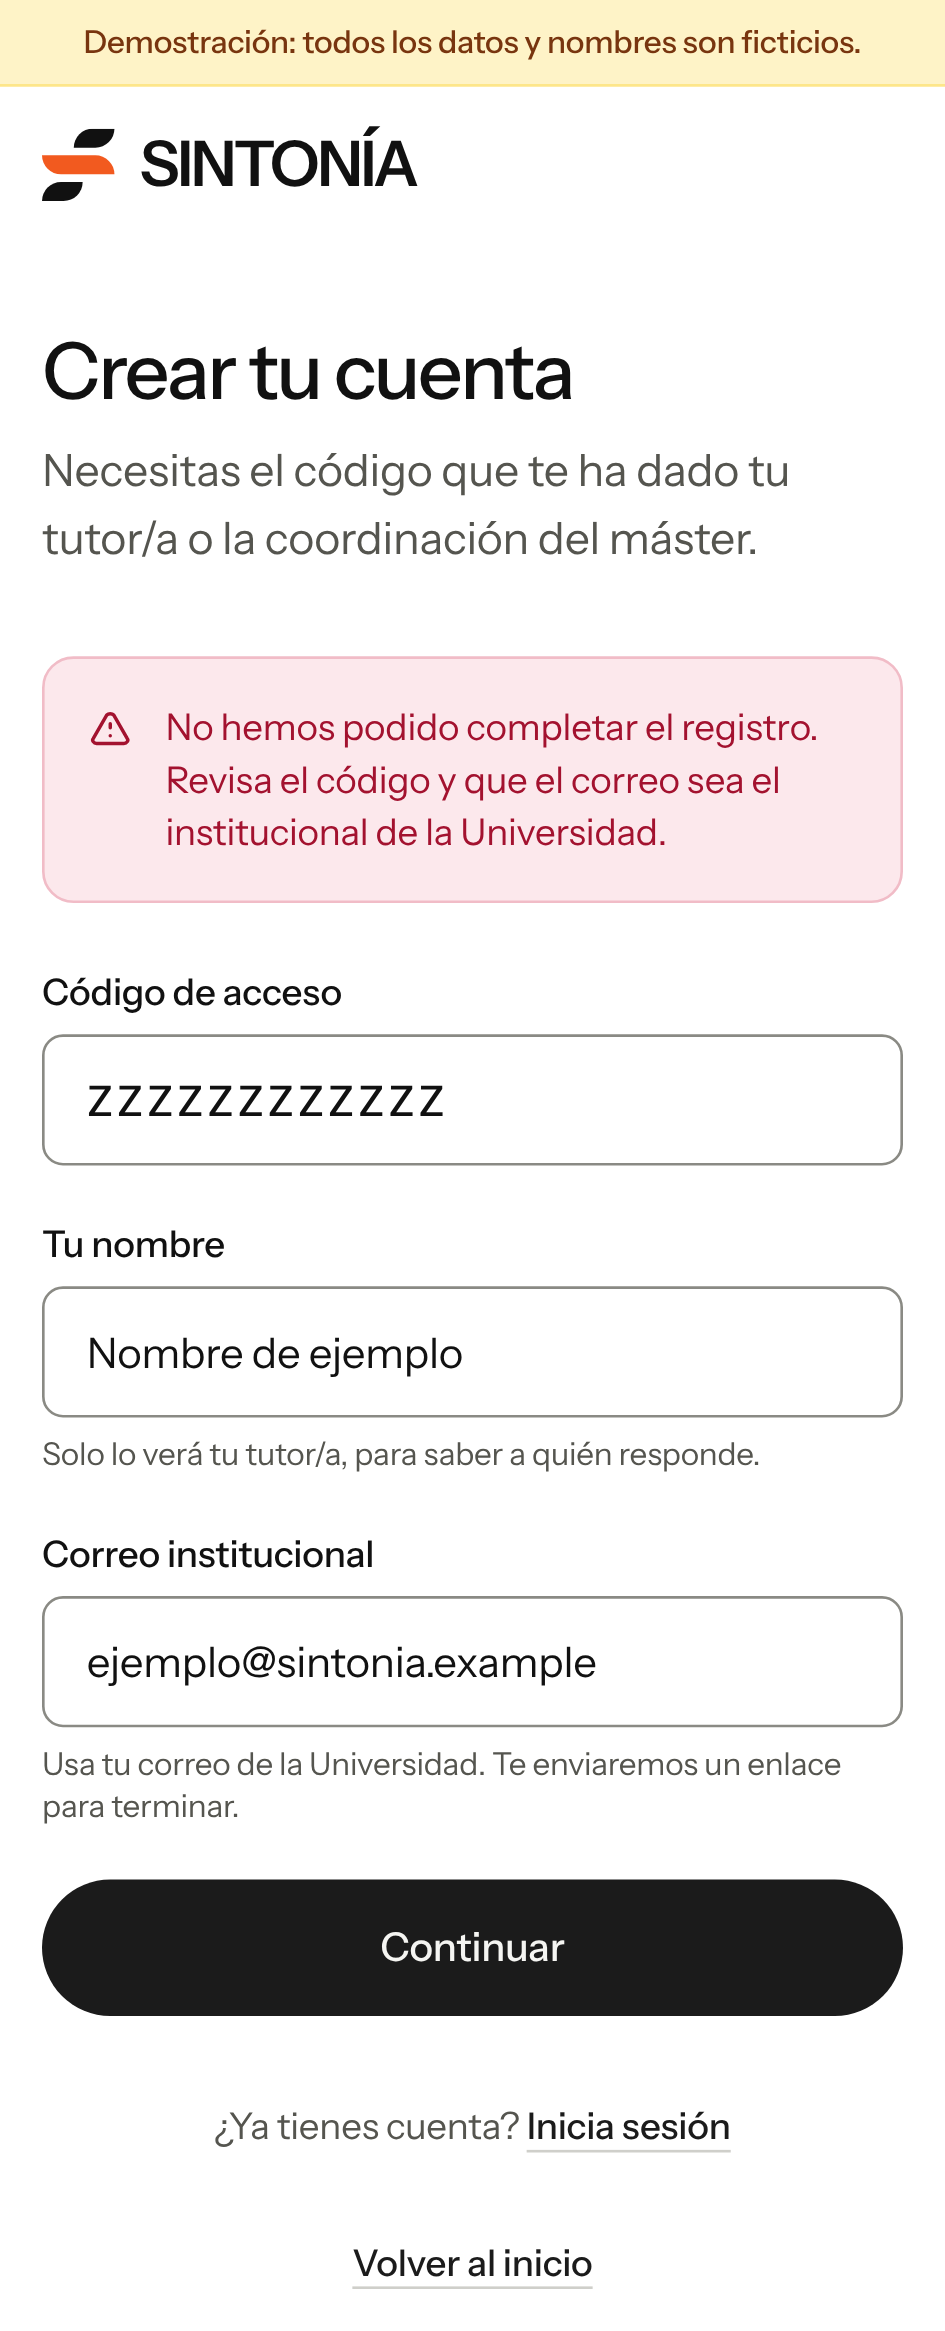 Demostración: todos los datos y nombres son ficticios.
SINTONÍA
Crear tu cuenta
Necesitas el código que te ha dado tu
tutor/a o la coordinación del máster.
No hemos podido completar el registro.
Revisa el código y que el correo sea el
institucional de la Universidad.
Código de acceso
ZZZZZZZZZZZZ
Tu nombre
Nombre de ejemplo
Solo lo verá tu tutor/a, para saber a quién responde.
Correo institucional
ejemplo@sintonia.example
Usa tu correo de la Universidad. Te enviaremos un enlace
para terminar.
Continuar
¿Ya tienes cuenta? Inicia sesión
Volver al inicio